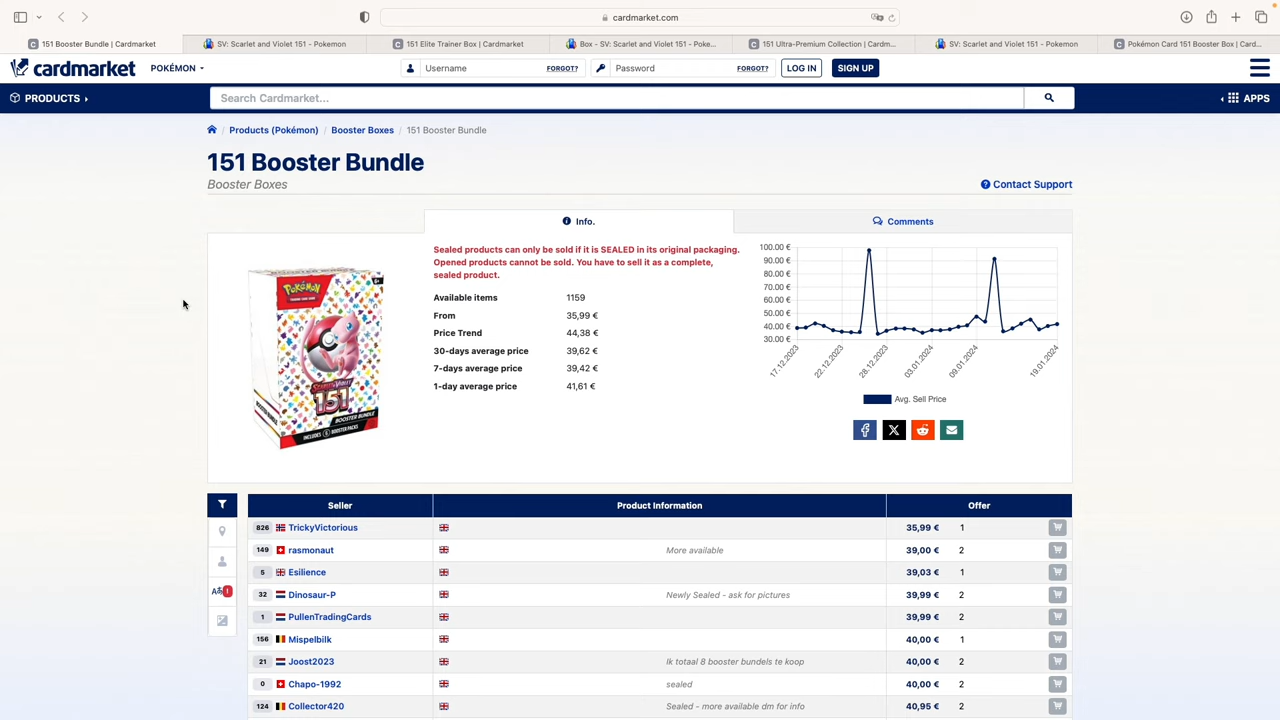 cardmarket.com
151 Booster Bundle | Cardmarket
SV: Scarlet and Violet 151 - Pokemon
151 Elite Trainer Box | Cardmarket
Box - SV: Scarlet and Violet 151 - Poke...
151 Ultra-Premium Collection | Cardm...
SV: Scarlet and Violet 151 - Pokemon
Pokémon Card 151 Booster Box | Card...
cardmarket
POKÉMON
Username
FORGOT?
Password
FORGOT?
LOG IN
SIGN UP
PRODUCTS
Search Cardmarket...
APPS
/ Products (Pokémon) / Booster Boxes / 151 Booster Bundle
151 Booster Bundle
Booster Boxes
Contact Support
Info.
Comments
POKÉMON
SCARLET & VIOLET
151
BOOSTER BUNDLE
INCLUDES 6 BOOSTER PACKS
Sealed products can only be sold if it is SEALED in its original packaging.
Opened products cannot be sold. You have to sell it as a complete,
sealed product.
Available items 1159
From 35,99 €
Price Trend 44,38 €
30-days average price 39,62 €
7-days average price 39,42 €
1-day average price 41,61 €
100.00 €
90.00 €
80.00 €
70.00 €
60.00 €
50.00 €
40.00 €
30.00 €
17.12.2023
22.12.2023
28.12.2023
03.01.2024
09.01.2024
19.01.2024
Avg. Sell Price
Seller Product Information Offer
826 TrickyVictorious 35,99 € 1
149 rasmonaut More available 39,00 € 2
5 Esilience 39,03 € 1
32 Dinosaur-P Newly Sealed - ask for pictures 39,99 € 2
1 PullenTradingCards 39,99 € 2
156 Mispelbilk 40,00 € 1
21 Joost2023 Ik totaal 8 booster bundels te koop 40,00 € 2
0 Chapo-1992 sealed 40,00 € 2
124 Collector420 Sealed - more available dm for info 40,95 € 2